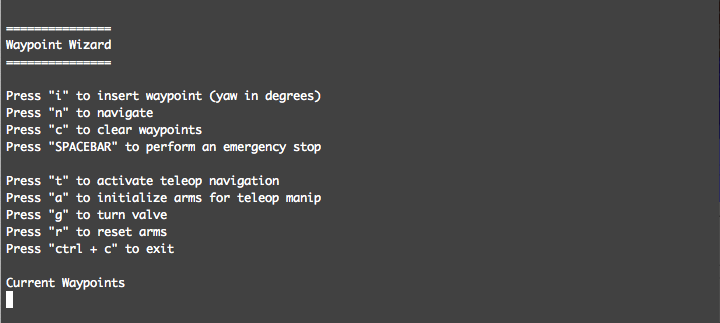 ===============
Waypoint Wizard
===============
Press "i" to insert waypoint (yaw in degrees)
Press "n" to navigate
Press "c" to clear waypoints
Press "SPACEBAR" to perform an emergency stop
Press "t" to activate teleop navigation
Press "a" to initialize arms for teleop manip
Press "g" to turn valve
Press "r" to reset arms
Press "ctrl + c" to exit
Current Waypoints